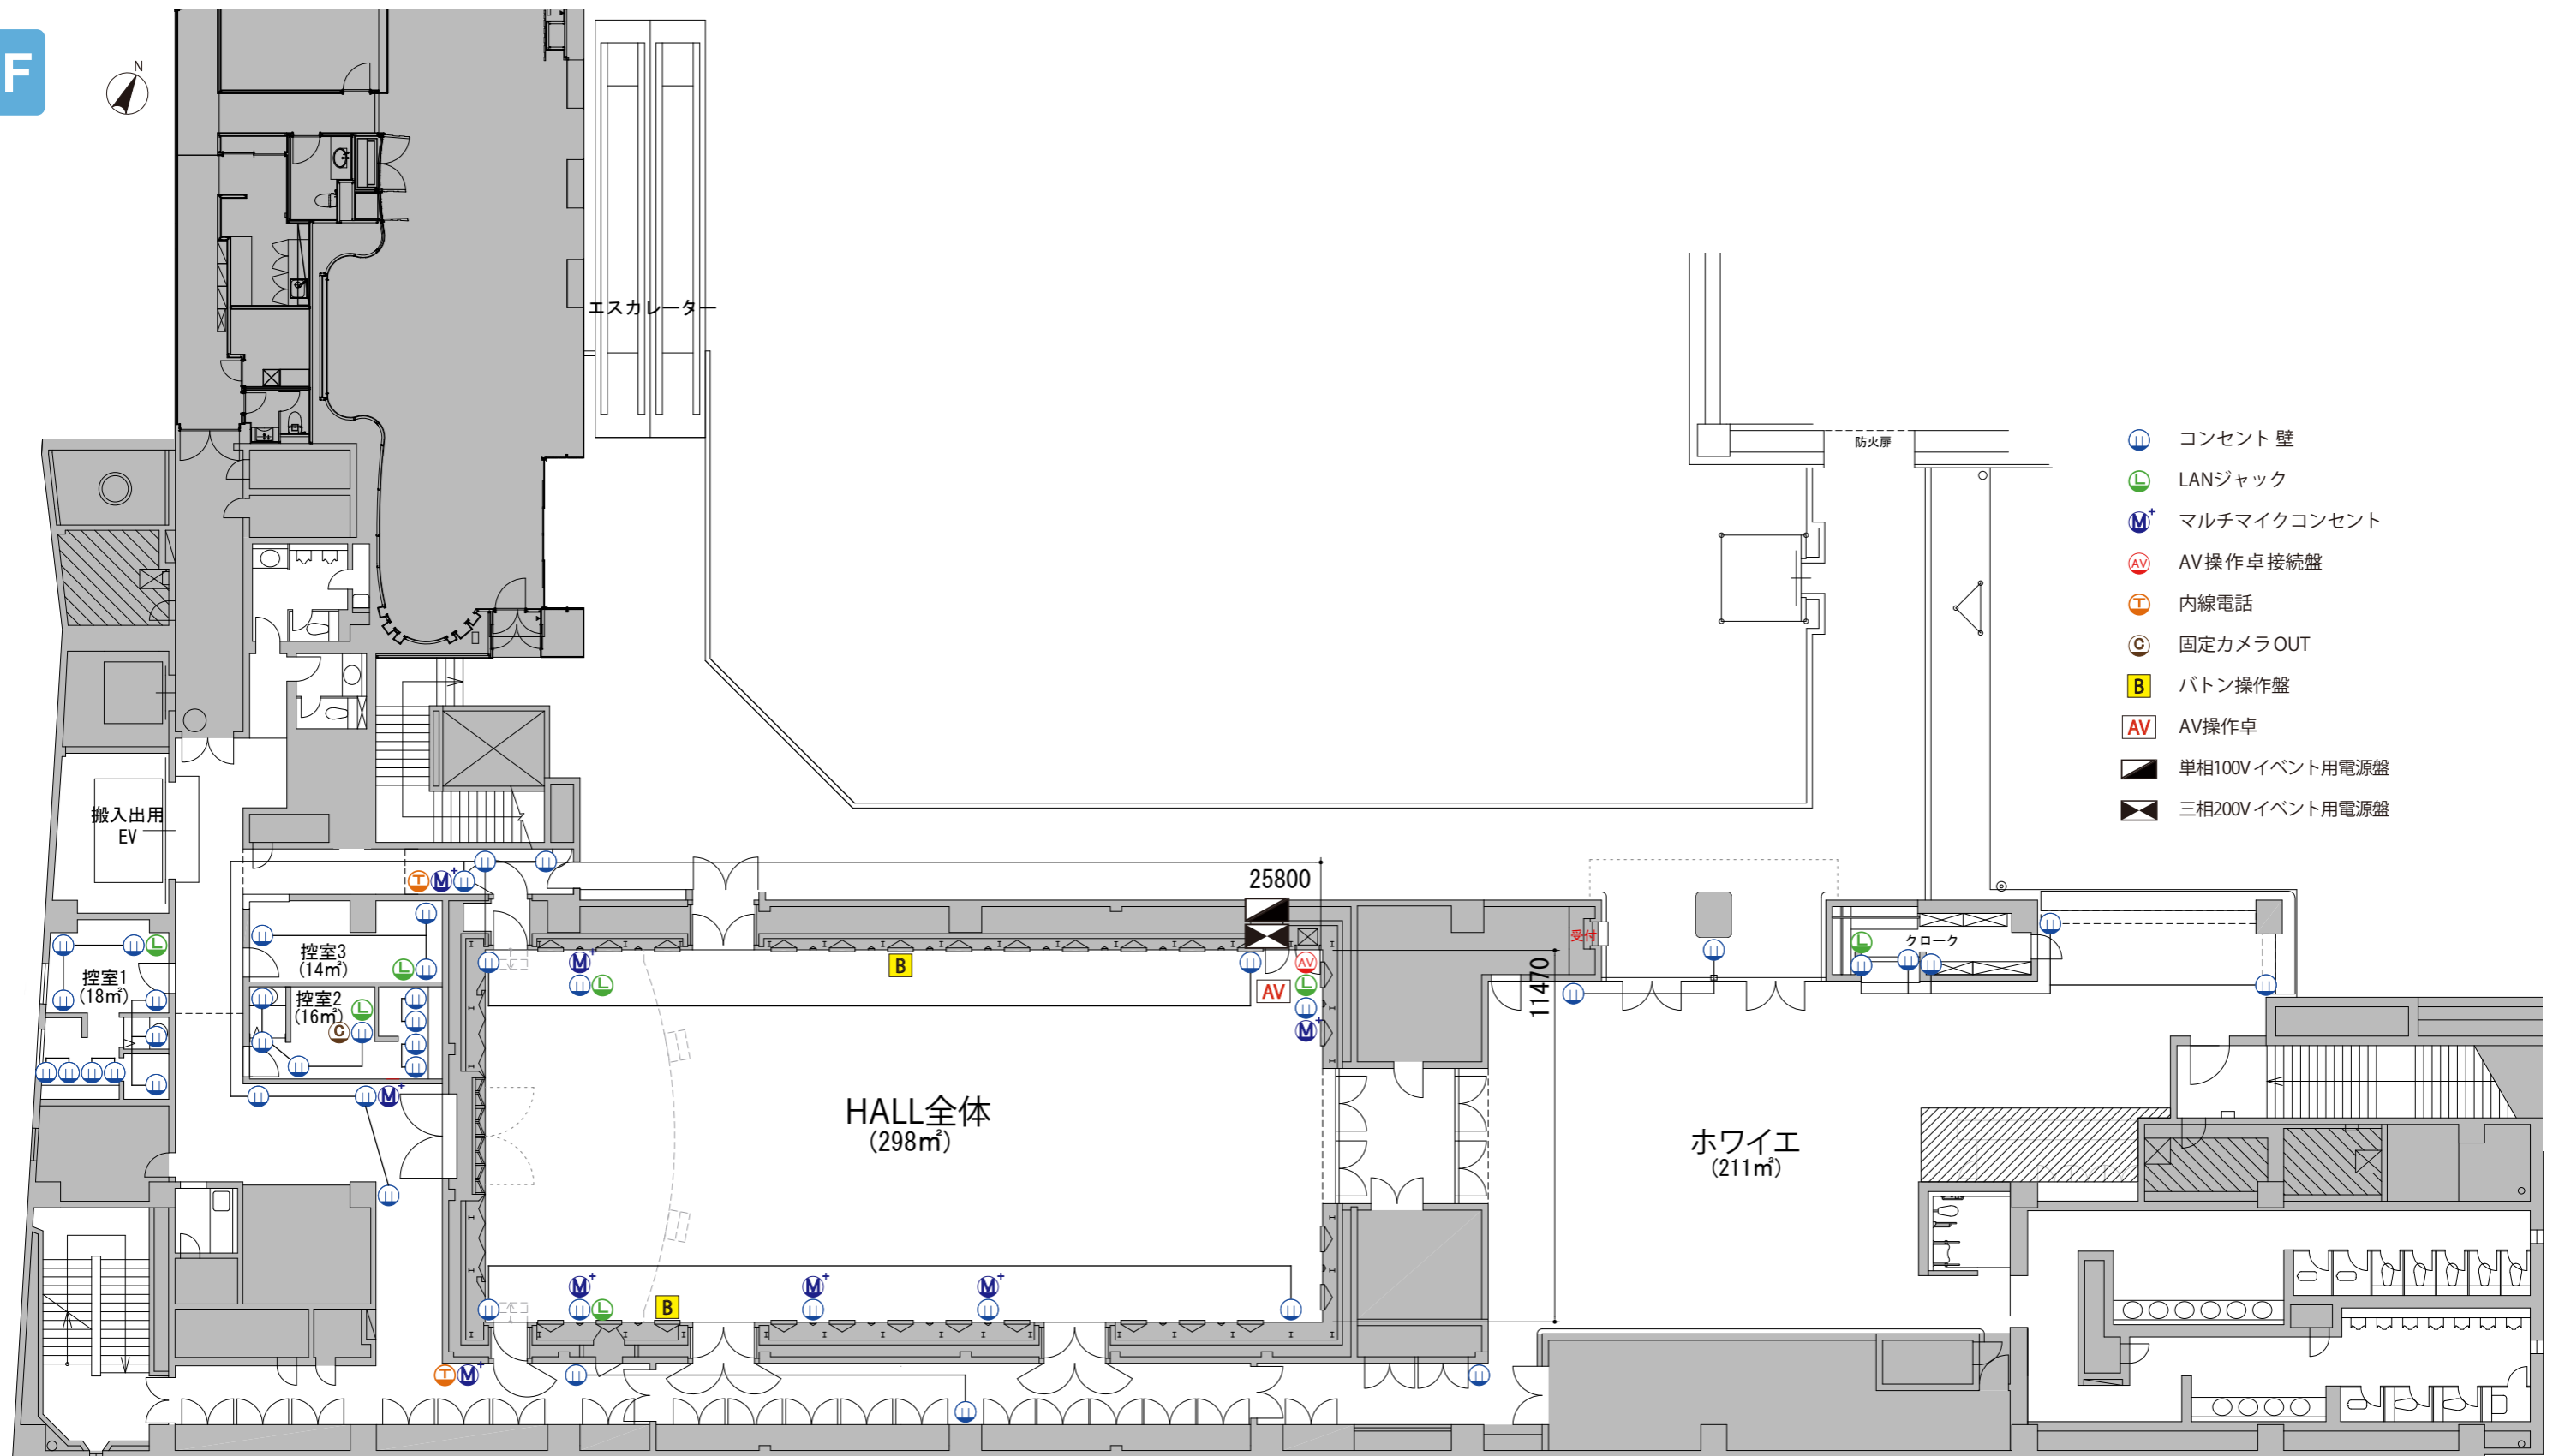 F
N
エスカレーター
防火扉
コンセント 壁
L LANジャック
M+ マルチマイクコンセント
AV AV操作卓接続盤
T 内線電話
C 固定カメラOUT
B バトン操作盤
AV AV操作卓
単相100Vイベント用電源盤
三相200Vイベント用電源盤
搬入出用
EV
25800
T M+
控室3
(14㎡)
L
L
控室1
(18㎡)
控室2
(16㎡)
L
C
M+
M+
L
B
AV
AV
L
M+
11470
受付
クローク
L
HALL全体
(298㎡)
ホワイエ
(211㎡)
M+
M+
M+
L
B
T M+